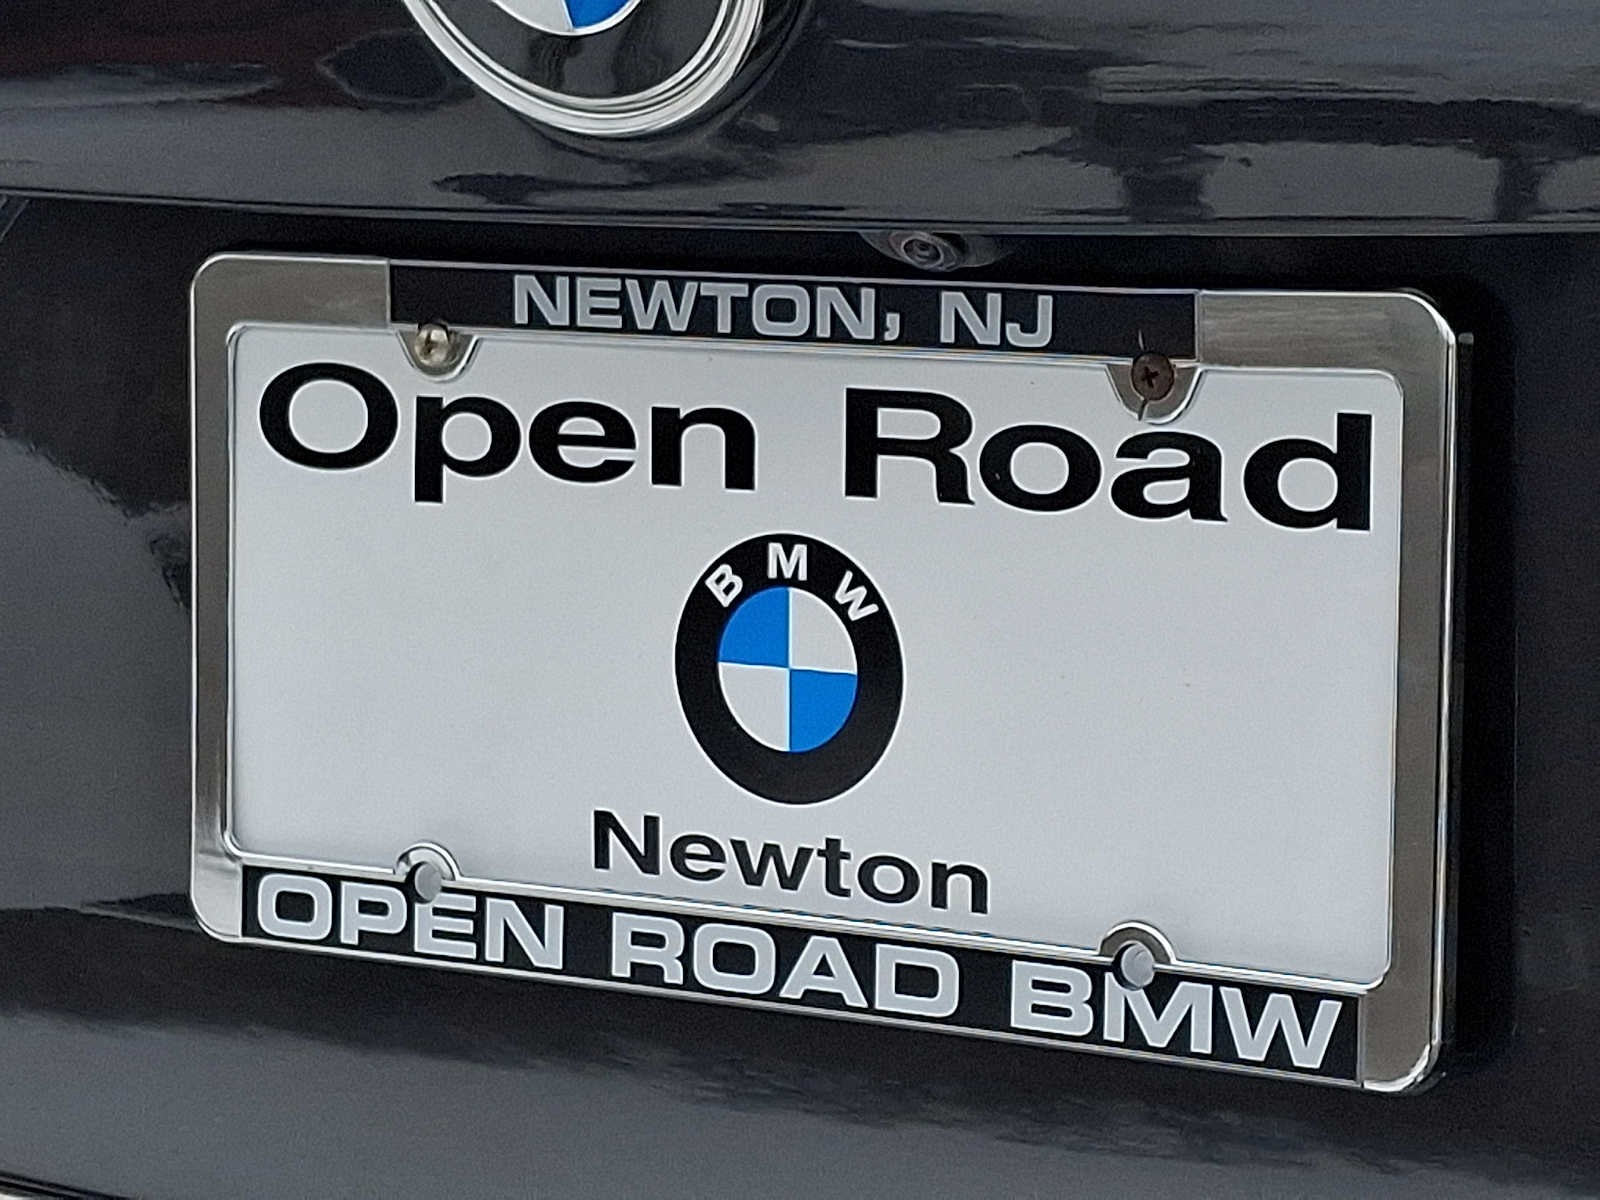 NEWTON, NJ
Open Road
BMW
Newton
OPEN ROAD BMW